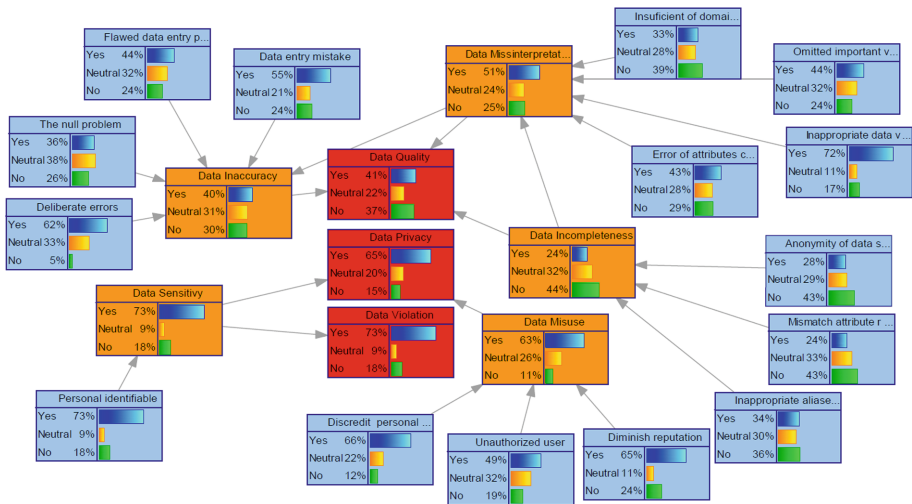 Flawed data entry p...
Yes 44%
Neutral 32%
No 24%
Data entry mistake
Yes 55%
Neutral 21%
No 24%
Data Missinterpretat...
Yes 51%
Neutral 24%
No 25%
Insuficient of domai...
Yes 33%
Neutral 28%
No 39%
Omitted important v...
Yes 44%
Neutral 32%
No 24%
The null problem
Yes 36%
Neutral 38%
No 26%
Data Inaccuracy
Yes 40%
Neutral 31%
No 30%
Data Quality
Yes 41%
Neutral 22%
No 37%
Error of attributes c...
Yes 43%
Neutral 28%
No 29%
Inappropriate data v...
Yes 72%
Neutral 11%
No 17%
Deliberate errors
Yes 62%
Neutral 33%
No 5%
Data Privacy
Yes 65%
Neutral 20%
No 15%
Data Incompleteness
Yes 24%
Neutral 32%
No 44%
Anonymity of data s...
Yes 28%
Neutral 29%
No 43%
Data Sensitivy
Yes 73%
Neutral 9%
No 18%
Data Violation
Yes 73%
Neutral 9%
No 18%
Data Misuse
Yes 63%
Neutral 26%
No 11%
Mismatch attribute r ...
Yes 24%
Neutral 33%
No 43%
Personal identifiable
Yes 73%
Neutral 9%
No 18%
Discredit personal ...
Yes 66%
Neutral 22%
No 12%
Unauthorized user
Yes 49%
Neutral 32%
No 19%
Diminish reputation
Yes 65%
Neutral 11%
No 24%
Inappropriate aliase...
Yes 34%
Neutral 30%
No 36%